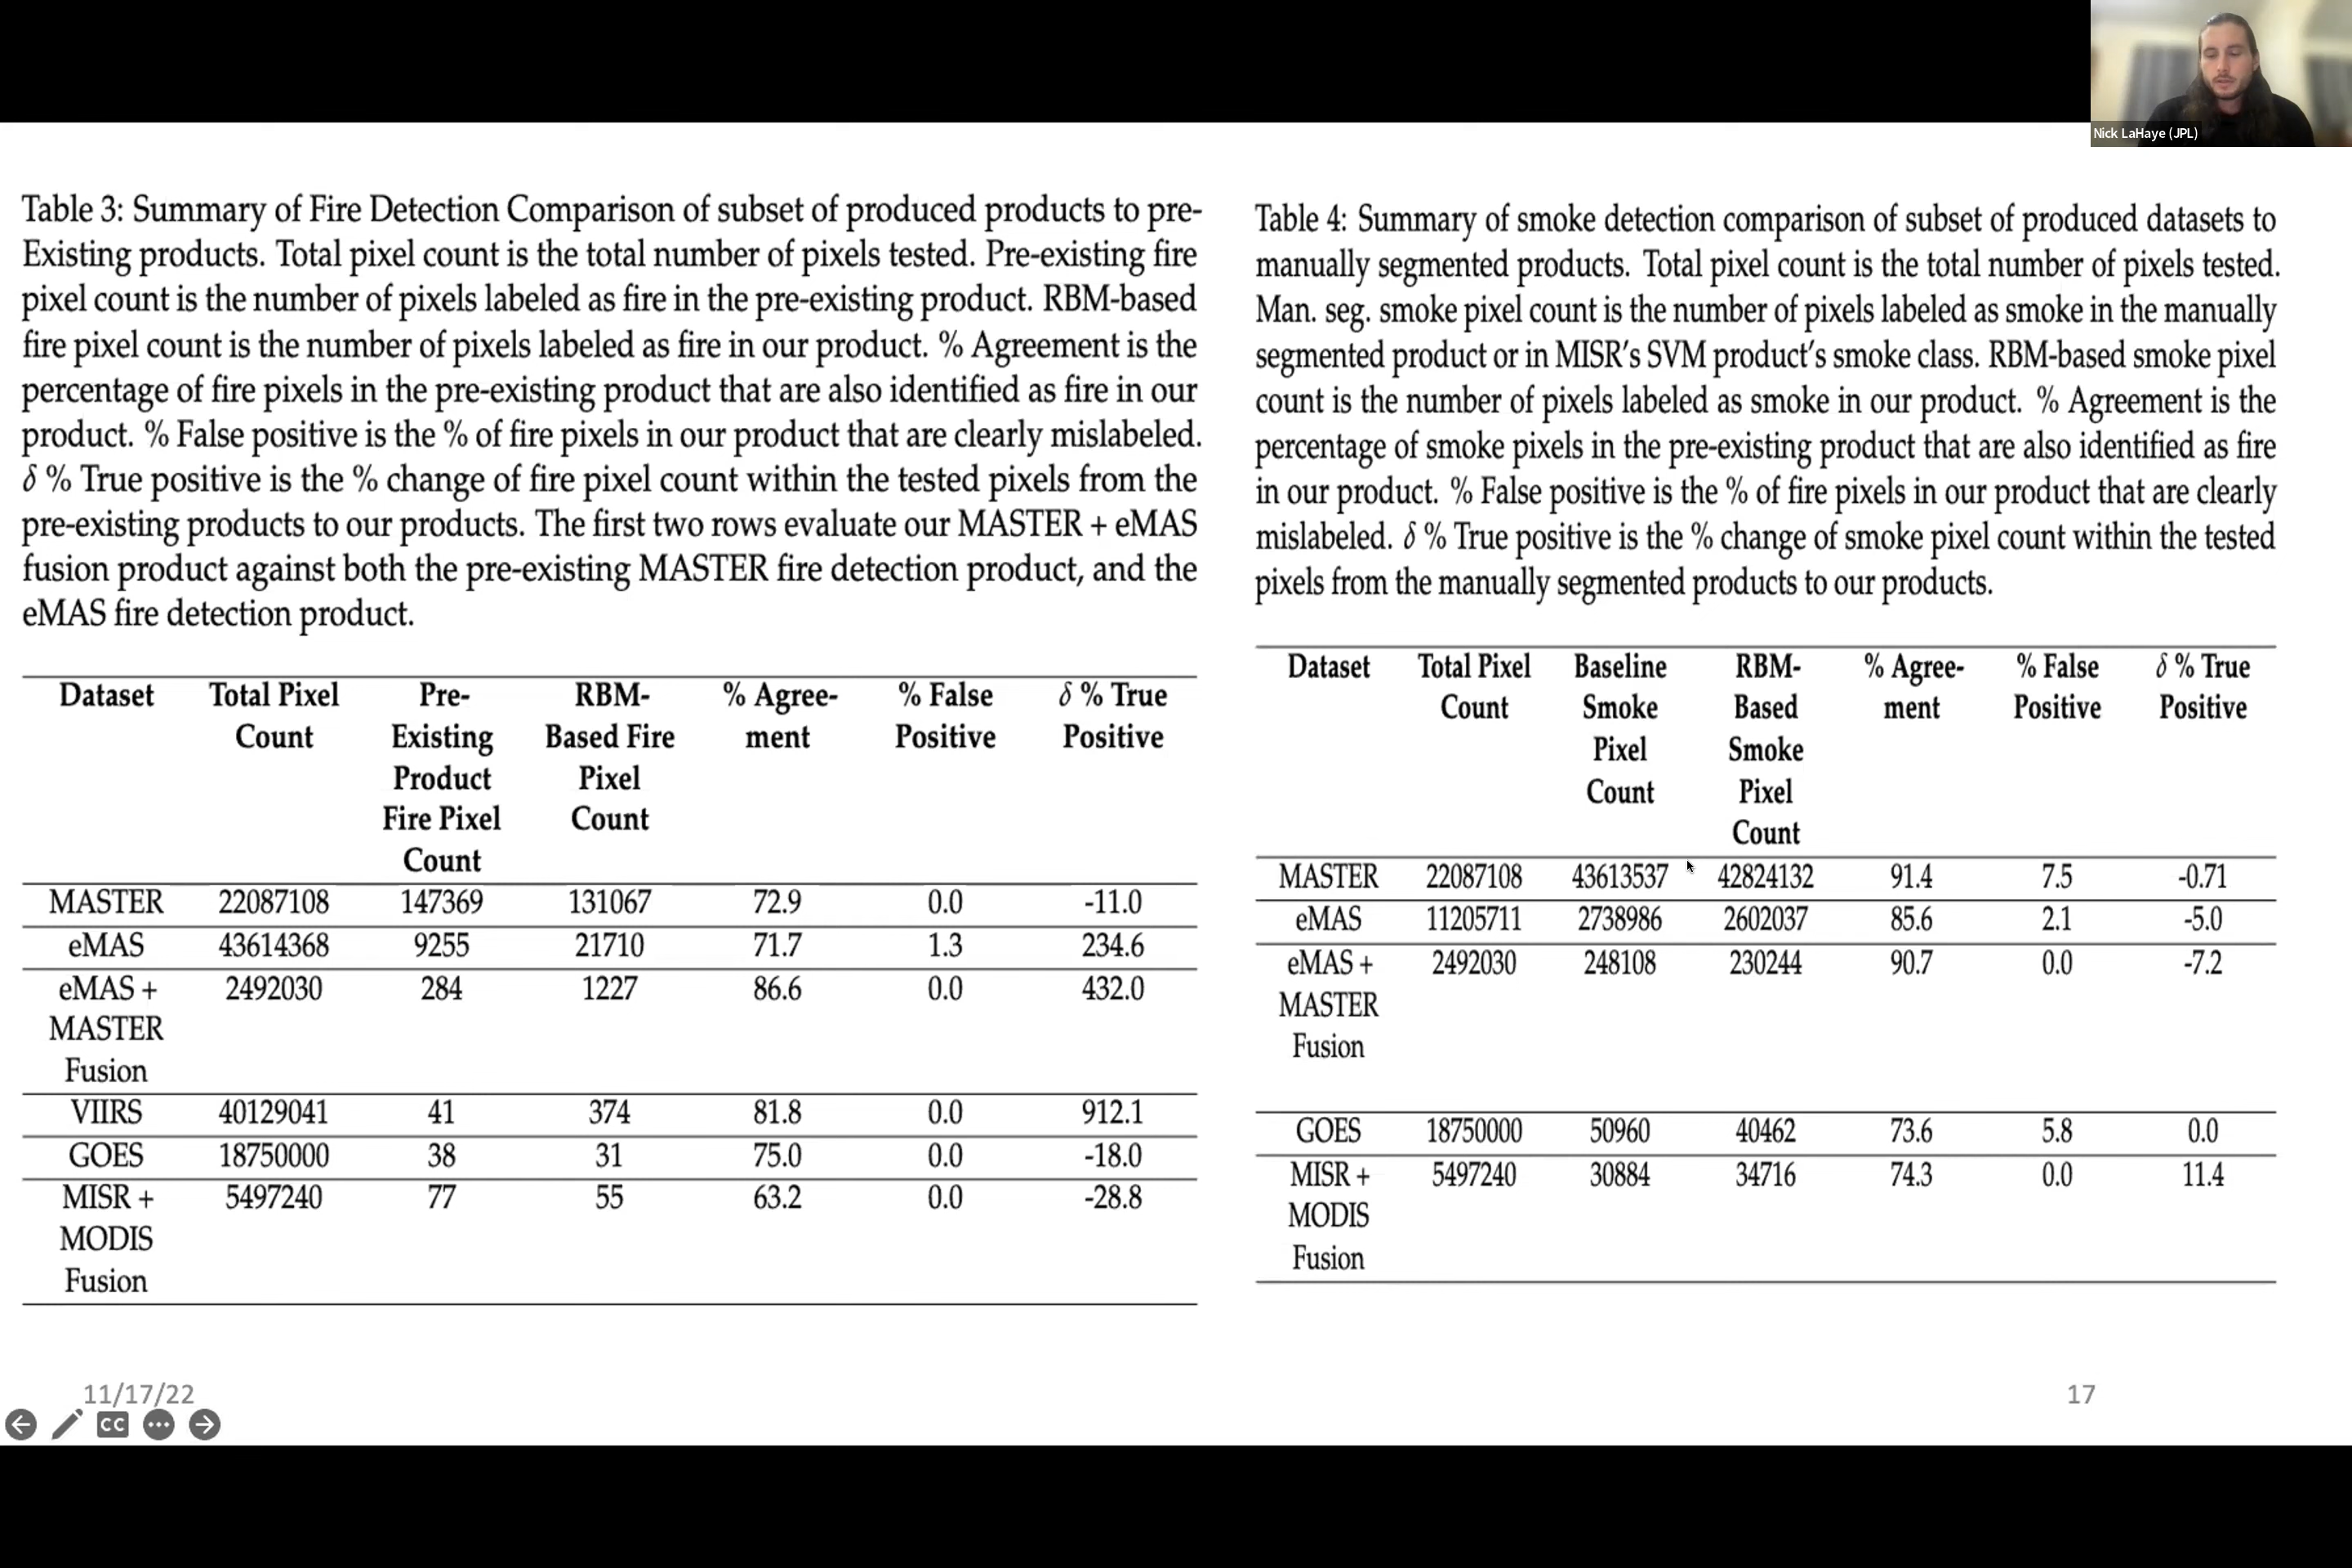 Nick LaHaye (JPL)
Table 3: Summary of Fire Detection Comparison of subset of produced products to pre-
Existing products. Total pixel count is the total number of pixels tested. Pre-existing fire
pixel count is the number of pixels labeled as fire in the pre-existing product. RBM-based
fire pixel count is the number of pixels labeled as fire in our product. % Agreement is the
percentage of fire pixels in the pre-existing product that are also identified as fire in our
product. % False positive is the % of fire pixels in our product that are clearly mislabeled.
δ % True positive is the % change of fire pixel count within the tested pixels from the
pre-existing products to our products. The first two rows evaluate our MASTER + eMAS
fusion product against both the pre-existing MASTER fire detection product, and the
eMAS fire detection product.
Dataset Total Pixel Pre- RBM- % Agree- % False δ % True
Count Existing Based Fire ment Positive Positive
Product Pixel
Fire Pixel Count
Count
MASTER 22087108 147369 131067 72.9 0.0 -11.0
eMAS 43614368 9255 21710 71.7 1.3 234.6
eMAS + 2492030 284 1227 86.6 0.0 432.0
MASTER
Fusion
VIIRS 40129041 41 374 81.8 0.0 912.1
GOES 18750000 38 31 75.0 0.0 -18.0
MISR + 5497240 77 55 63.2 0.0 -28.8
MODIS
Fusion
Table 4: Summary of smoke detection comparison of subset of produced datasets to
manually segmented products. Total pixel count is the total number of pixels tested.
Man. seg. smoke pixel count is the number of pixels labeled as smoke in the manually
segmented product or in MISR's SVM product's smoke class. RBM-based smoke pixel
count is the number of pixels labeled as smoke in our product. % Agreement is the
percentage of smoke pixels in the pre-existing product that are also identified as fire
in our product. % False positive is the % of fire pixels in our product that are clearly
mislabeled. δ % True positive is the % change of smoke pixel count within the tested
pixels from the manually segmented products to our products.
Dataset Total Pixel Baseline RBM- % Agree- % False δ % True
Count Smoke Based ment Positive Positive
Pixel Smoke
Count Pixel
Count
MASTER 22087108 43613537 42824132 91.4 7.5 -0.71
eMAS 11205711 2738986 2602037 85.6 2.1 -5.0
eMAS + 2492030 248108 230244 90.7 0.0 -7.2
MASTER
Fusion
GOES 18750000 50960 40462 73.6 5.8 0.0
MISR + 5497240 30884 34716 74.3 0.0 11.4
MODIS
Fusion
11/17/22
17
CC